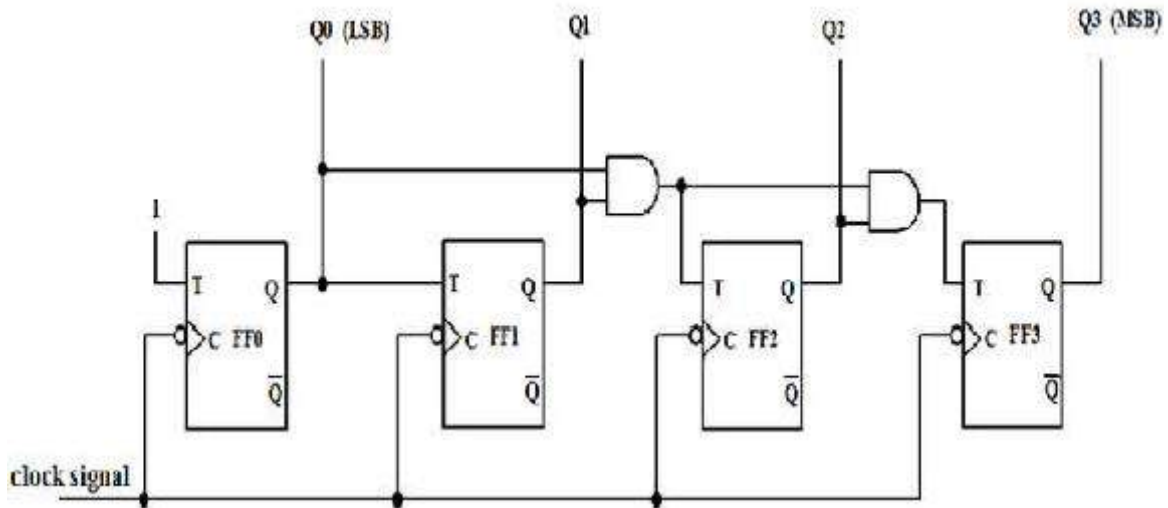 Q0 (LSB) Q1 Q2 Q3 (MSB)
1
T Q T Q T Q T Q
C FF0 C FF1 C FF2 C FF3
Q̅ Q̅ Q̅ Q̅
clock signal